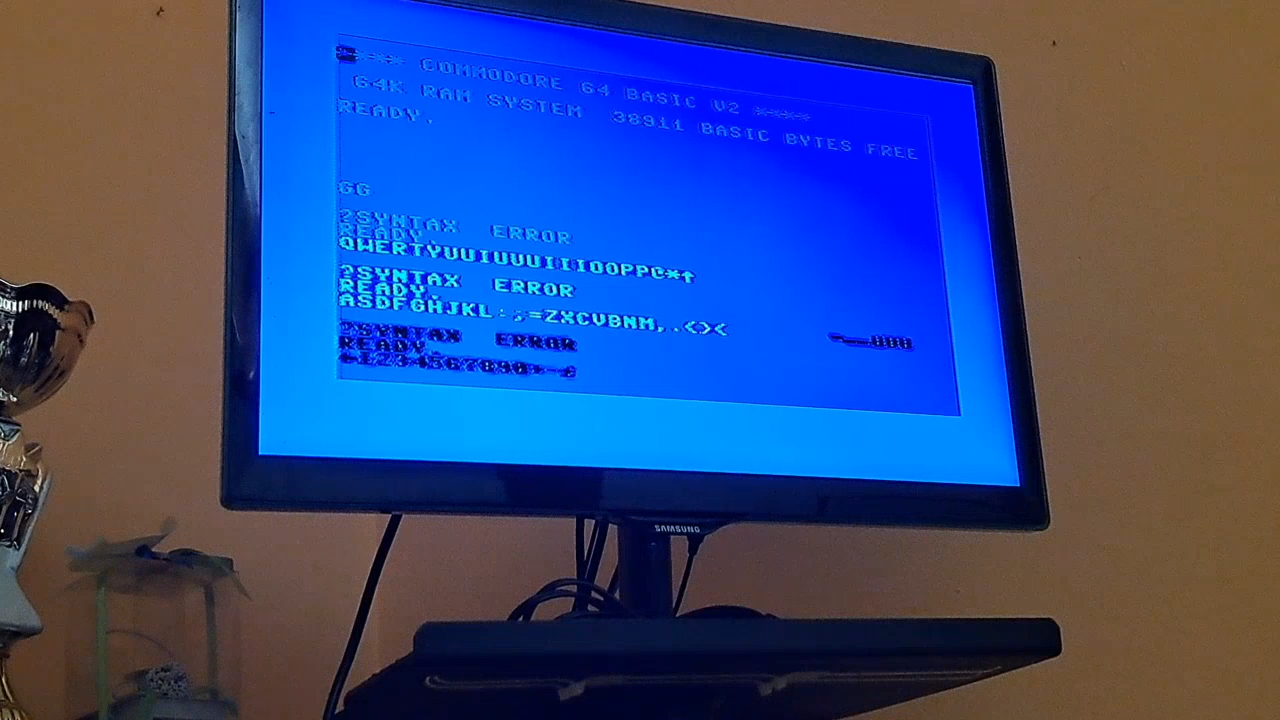 **** COMMODORE 64 BASIC V2 ****
64K RAM SYSTEM 38911 BASIC BYTES FREE
READY.
GG
?SYNTAX ERROR
READY.
QWERTYUUIUUUIIIOOPP@*↑
?SYNTAX ERROR
READY.
ASDFGHJKL:;=ZXCVBNM,.<><
?SYNTAX ERROR
READY.
←1234567890+-£
SAMSUNG